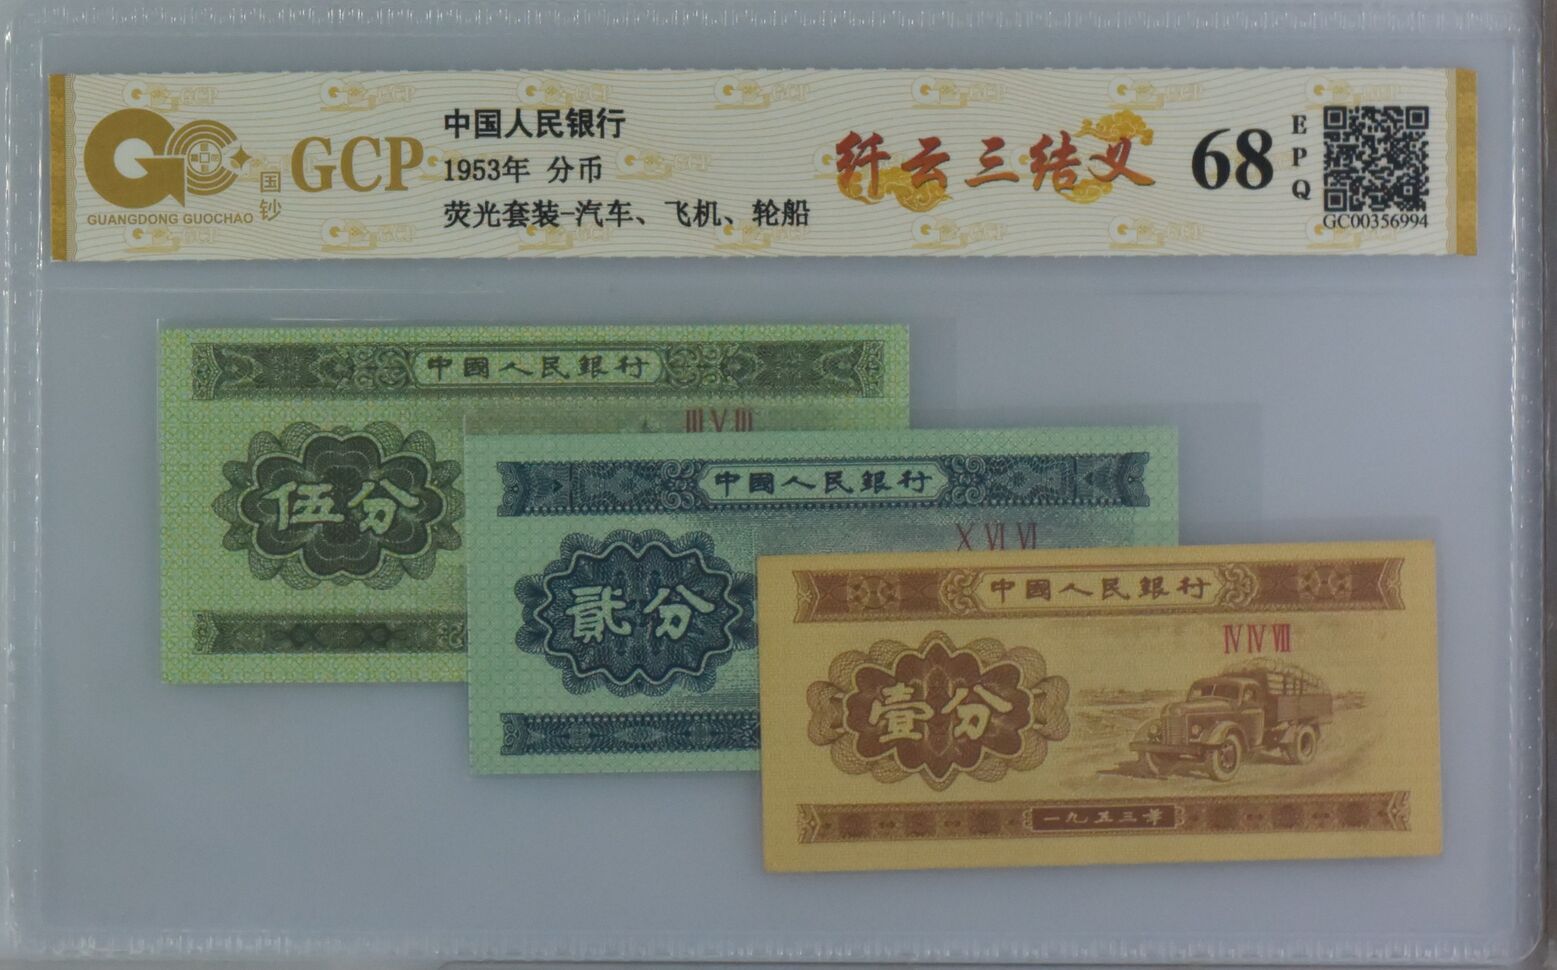 GCP
国钞
GUANGDONG GUOCHAO
中国人民银行
1953年 分币
荧光套装-汽车、飞机、轮船
纤云三结义
68
EPQ
GC00356994
中國人民銀行
III V III
伍分
中國人民銀行
X VI VI
貳分
中國人民銀行
IV IV VII
壹分
一九五三年